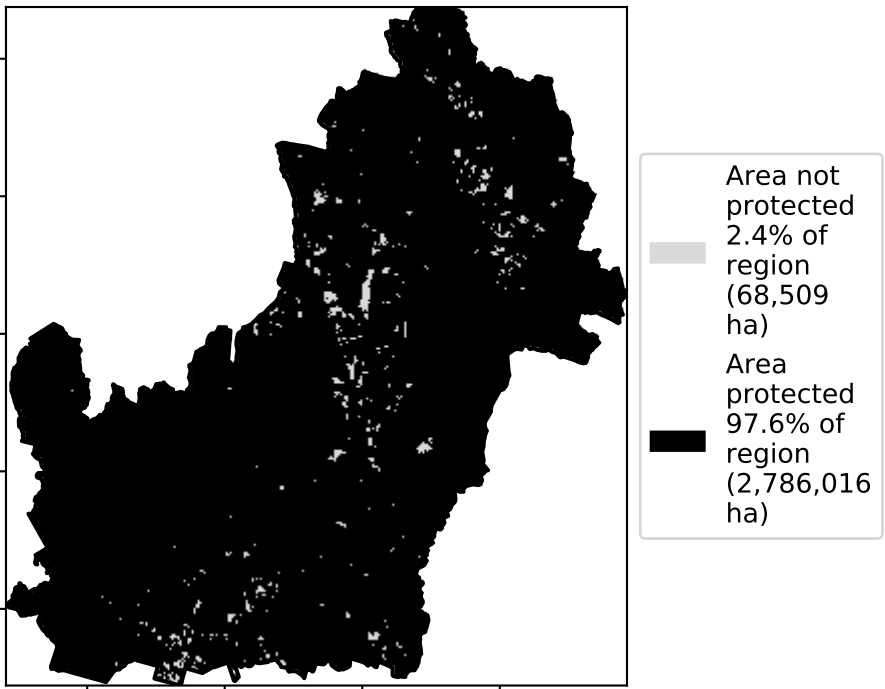 Area not
protected
2.4% of
region
(68,509
ha)
Area
protected
97.6% of
region
(2,786,016
ha)